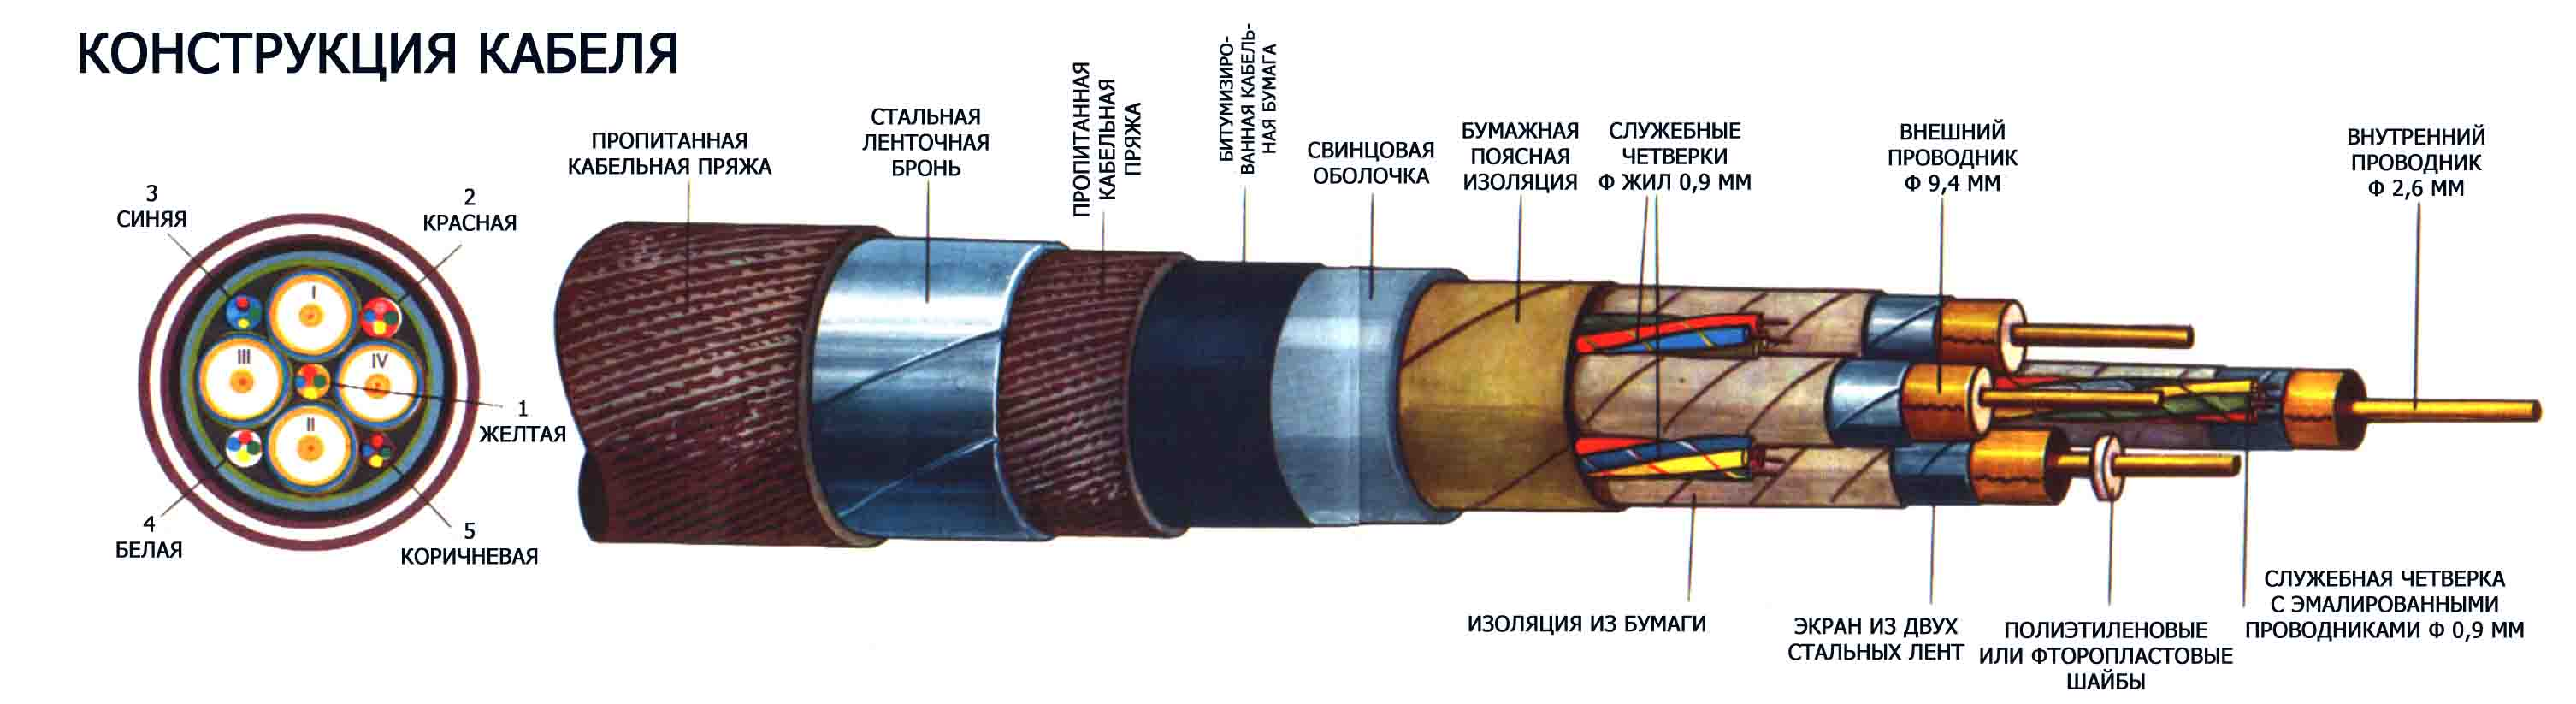 КОНСТРУКЦИЯ КАБЕЛЯ
3
СИНЯЯ
2
КРАСНАЯ
I
III
IV
II
1
ЖЕЛТАЯ
4
БЕЛАЯ
5
КОРИЧНЕВАЯ
ПРОПИТАННАЯ
КАБЕЛЬНАЯ ПРЯЖА
СТАЛЬНАЯ
ЛЕНТОЧНАЯ
БРОНЬ
ПРОПИТАННАЯ
КАБЕЛЬНАЯ
ПРЯЖА
БИТУМИЗИРО-
ВАННАЯ КАБЕЛЬ-
НАЯ БУМАГА
СВИНЦОВАЯ
ОБОЛОЧКА
БУМАЖНАЯ
ПОЯСНАЯ
ИЗОЛЯЦИЯ
СЛУЖЕБНЫЕ
ЧЕТВЕРКИ
Ф ЖИЛ 0,9 ММ
ВНЕШНИЙ
ПРОВОДНИК
Ф 9,4 ММ
ВНУТРЕННИЙ
ПРОВОДНИК
Ф 2,6 ММ
ИЗОЛЯЦИЯ ИЗ БУМАГИ
ЭКРАН ИЗ ДВУХ
СТАЛЬНЫХ ЛЕНТ
ПОЛИЭТИЛЕНОВЫЕ
ИЛИ ФТОРОПЛАСТОВЫЕ
ШАЙБЫ
СЛУЖЕБНАЯ ЧЕТВЕРКА
С ЭМАЛИРОВАННЫМИ
ПРОВОДНИКАМИ Ф 0,9 ММ